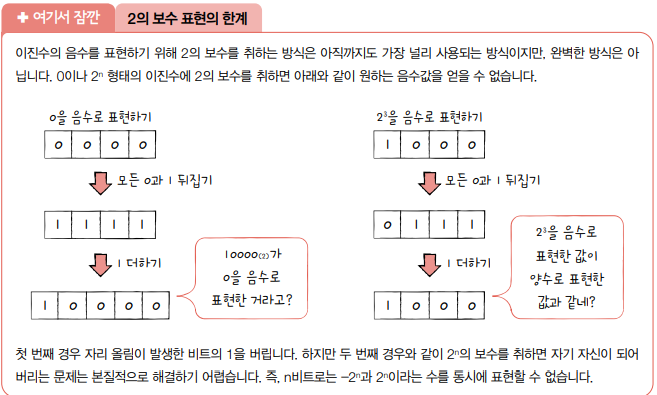 + 여기서 잠깐 2의 보수 표현의 한계
이진수의 음수를 표현하기 위해 2의 보수를 취하는 방식은 아직까지도 가장 널리 사용되는 방식이지만, 완벽한 방식은 아
닙니다. 0이나 2ⁿ 형태의 이진수에 2의 보수를 취하면 아래와 같이 원하는 음수값을 얻을 수 없습니다.
0을 음수로 표현하기
0 0 0 0
모든 0과 1 뒤집기
1 1 1 1
1 더하기
1 0 0 0 0
10000₍₂₎가
0을 음수로
표현한 거라고?
2³을 음수로 표현하기
1 0 0 0
모든 0과 1 뒤집기
0 1 1 1
1 더하기
1 0 0 0
2³을 음수로
표현한 값이
양수로 표현한
값과 같네?
첫 번째 경우 자리 올림이 발생한 비트의 1을 버립니다. 하지만 두 번째 경우와 같이 2ⁿ의 보수를 취하면 자기 자신이 되어
버리는 문제는 본질적으로 해결하기 어렵습니다. 즉, n비트로는 -2ⁿ과 2ⁿ이라는 수를 동시에 표현할 수 없습니다.